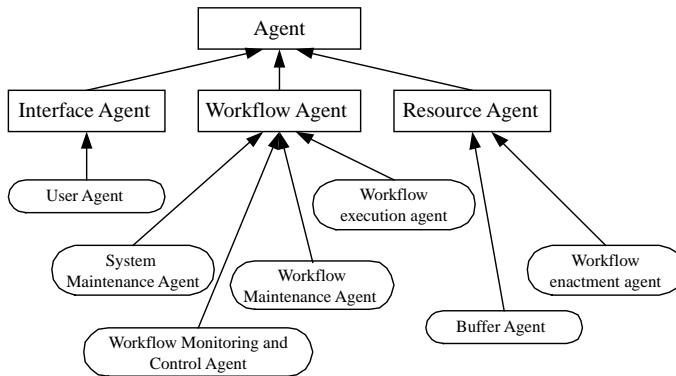 Agent
Interface Agent
Workflow Agent
Resource Agent
User Agent
Workflow
execution agent
System
Maintenance Agent
Workflow
Maintenance Agent
Workflow
enactment agent
Buffer Agent
Workflow Monitoring and
Control Agent